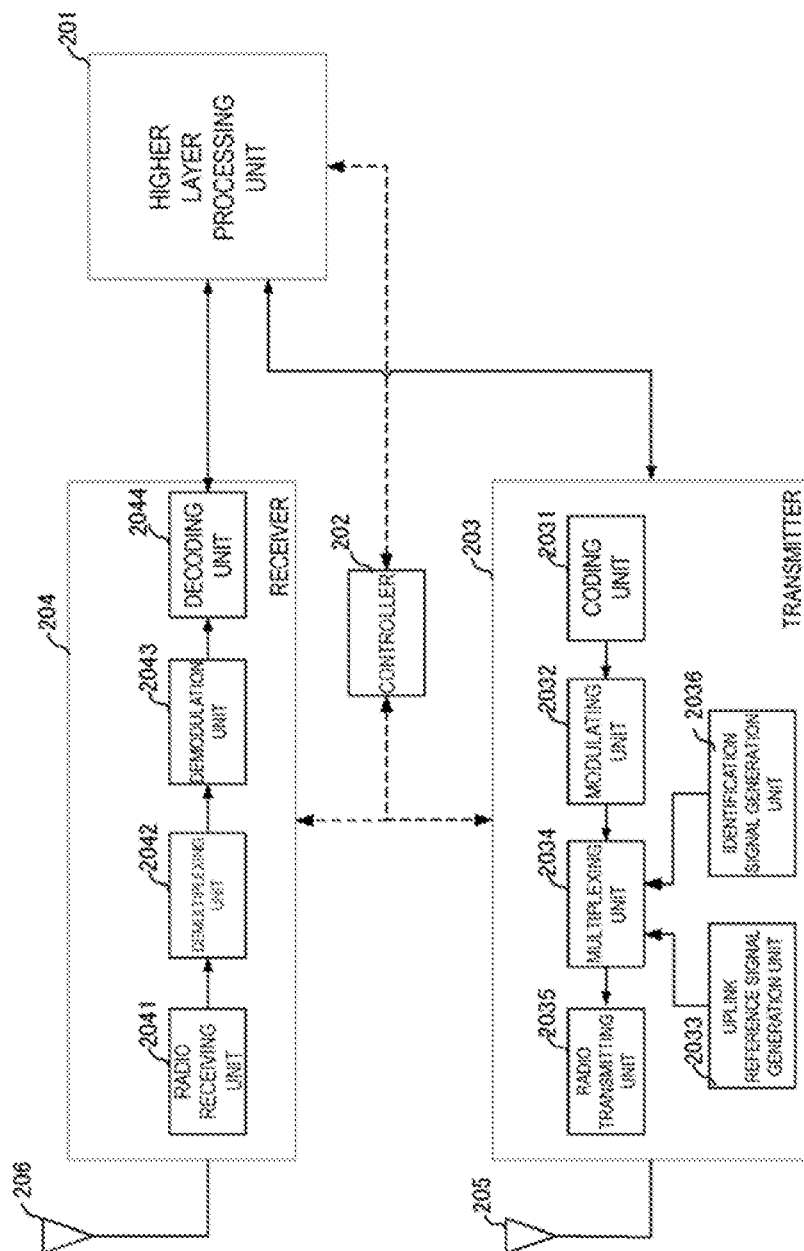 206
204
2041
RADIO
RECEIVING
UNIT
2042
DEMULTIPLEXING
UNIT
2043
DEMODULATION
UNIT
2044
DECODING
UNIT
RECEIVER
201
HIGHER
LAYER
PROCESSING
UNIT
202
CONTROLLER
205
203
2035
RADIO
TRANSMITTING
UNIT
2034
MULTIPLEXING
UNIT
2032
MODULATING
UNIT
2031
CODING
UNIT
2033
UPLINK
REFERENCE SIGNAL
GENERATION UNIT
2036
IDENTIFICATION
SIGNAL GENERATION
UNIT
TRANSMITTER